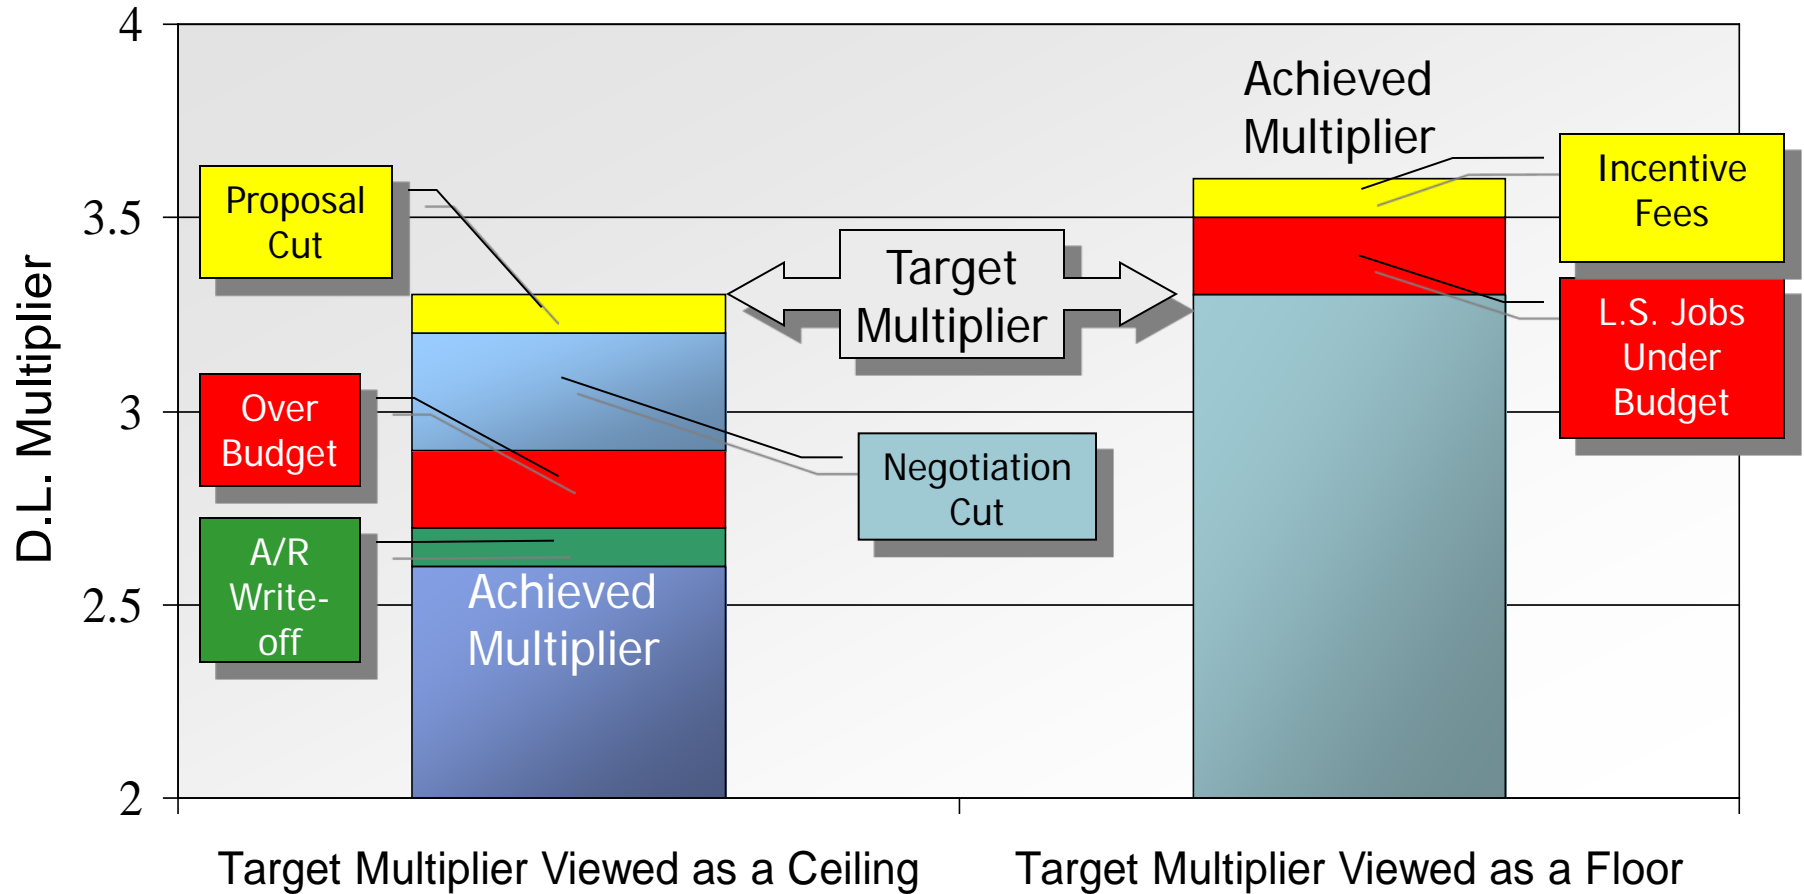 4
3.5
3
2.5
2
D.L. Multiplier
Proposal
Cut
Over
Budget
A/R
Write-
off
Achieved
Multiplier
Target
Multiplier
Negotiation
Cut
Achieved
Multiplier
Incentive
Fees
L.S. Jobs
Under
Budget
Target Multiplier Viewed as a Ceiling
Target Multiplier Viewed as a Floor